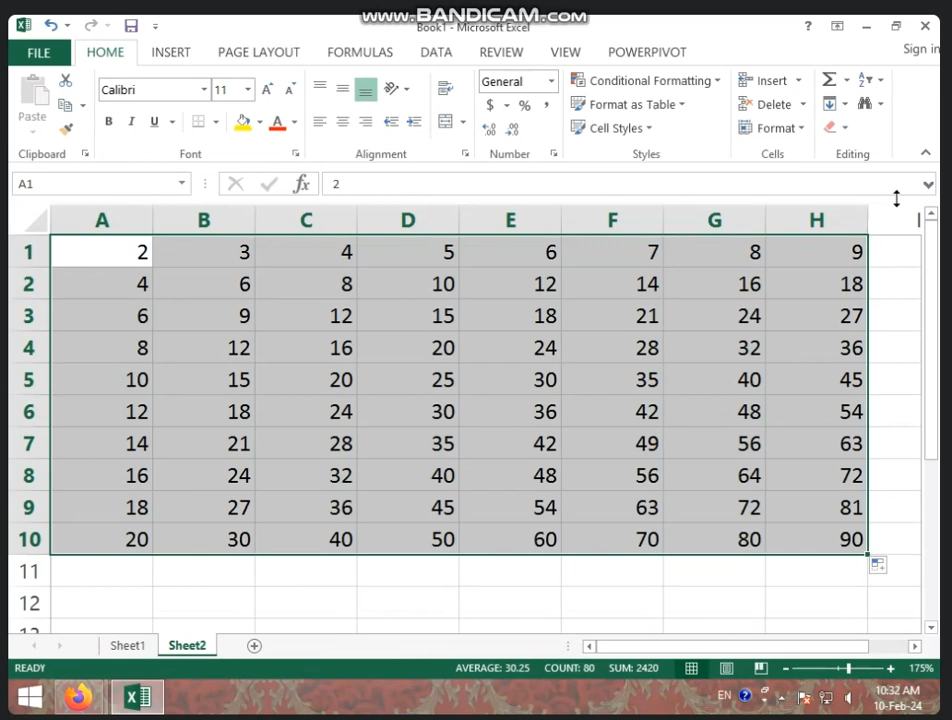 www.BANDICAM.com
Book1 - Microsoft Excel
?
FILE HOME INSERT PAGE LAYOUT FORMULAS DATA REVIEW VIEW POWERPIVOT Sign in
Calibri 11 General Conditional Formatting Insert Σ
Paste $ % , Format as Table Delete
B I U A Cell Styles Format
Clipboard Font Alignment Number Styles Cells Editing
A1 fx 2
A B C D E F G H I
1 2 3 4 5 6 7 8 9
2 4 6 8 10 12 14 16 18
3 6 9 12 15 18 21 24 27
4 8 12 16 20 24 28 32 36
5 10 15 20 25 30 35 40 45
6 12 18 24 30 36 42 48 54
7 14 21 28 35 42 49 56 63
8 16 24 32 40 48 56 64 72
9 18 27 36 45 54 63 72 81
10 20 30 40 50 60 70 80 90
11
12
13
Sheet1 Sheet2
READY AVERAGE: 30.25 COUNT: 80 SUM: 2420 175%
EN 10:32 AM
10-Feb-24